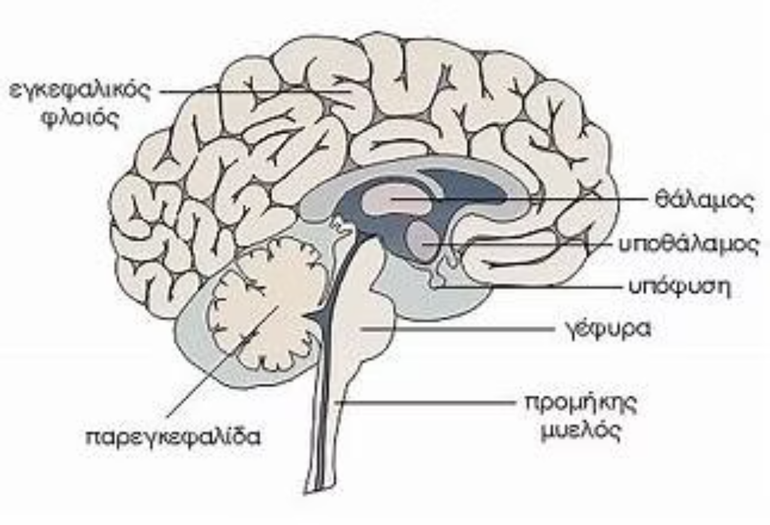 εγκεφαλικός
φλοιός
θάλαμος
υποθάλαμος
υπόφυση
γέφυρα
προμήκης
μυελός
παρεγκεφαλίδα